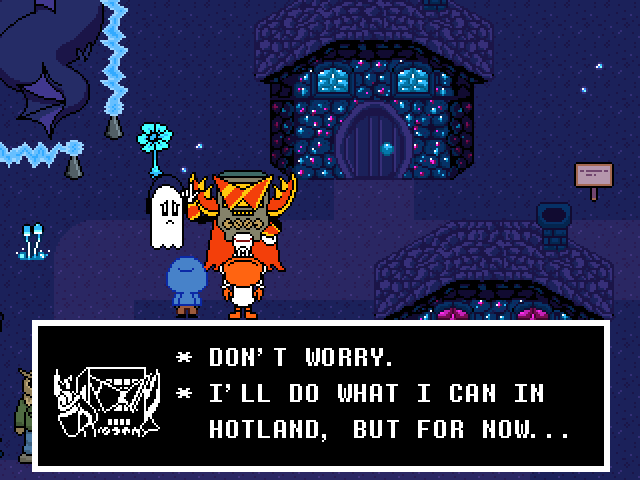 * DON'T WORRY.
* I'LL DO WHAT I CAN IN
HOTLAND, BUT FOR NOW...